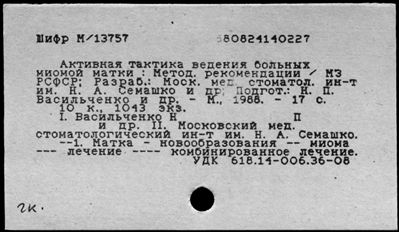 Шифр М/13757 580824140227
Активная тактика ведения больных
миомой матки : Метод. рекомендации / МЗ
РСФСР; Разраб.: Моск. мед. стоматол. ин-т
им. Н. А. Семашко и др; Подгот.: Н. П.
Васильченко и др. - М., 1988. - 17 с.
10 к., 1043 экз.
I. Васильченко Н П
и др. II. Московский мед.
стоматологический ин-т им. Н. А. Семашко.
--1. Матка - новообразования -- миома
--- лечение ---- комбинированное лечение.
УДК 618.14-006.36-08
2к.